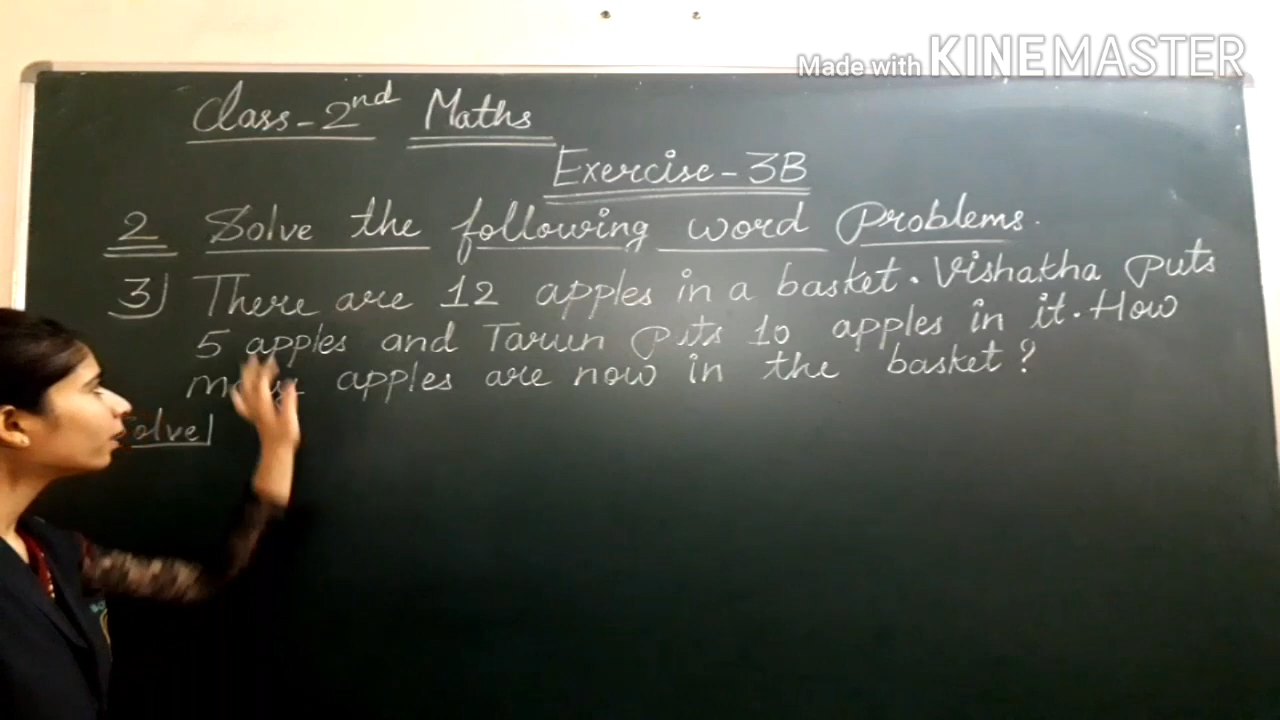 Made with KINEMASTER
Class-2nd Maths
Exercise-3B
2 Solve the following word Problems.
3) There are 12 apples in a basket. Vishakha puts
5 apples and Tarun puts 10 apples in it. How
apples are now in the basket?
olve